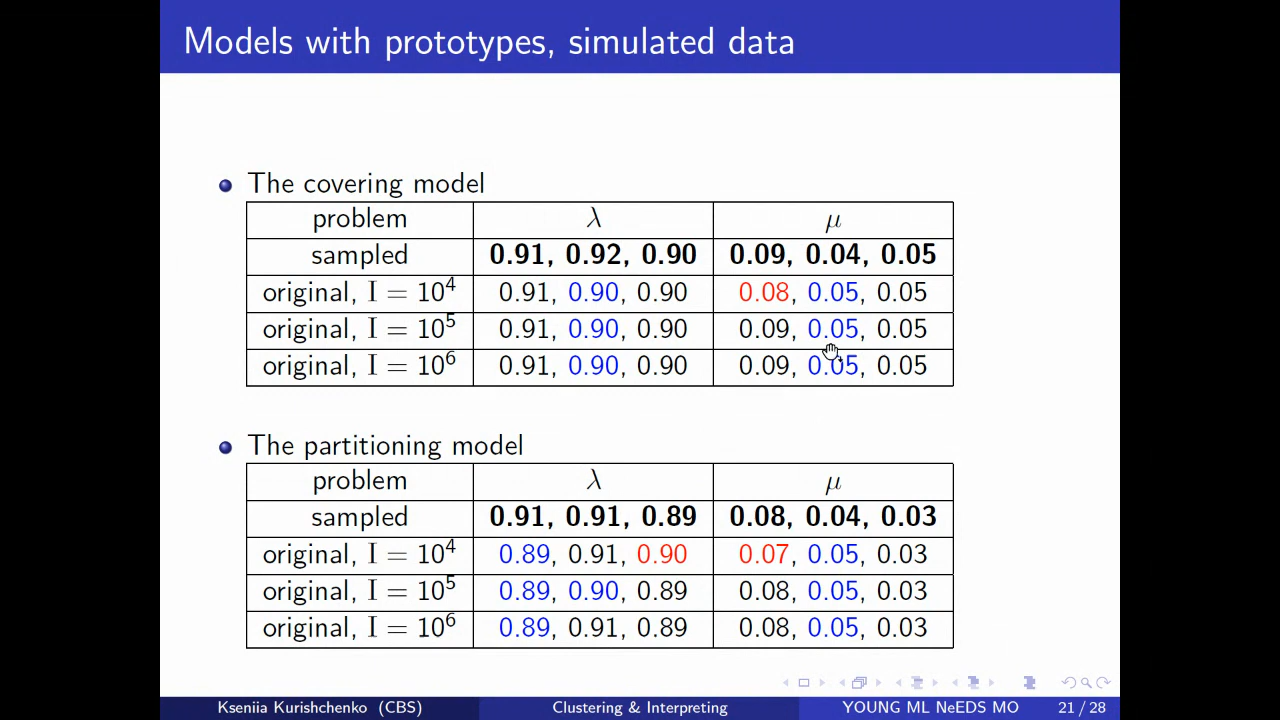 Models with prototypes, simulated data
The covering model
problem λ μ
sampled 0.91, 0.92, 0.90 0.09, 0.04, 0.05
original, I = 10⁴ 0.91, 0.90, 0.90 0.08, 0.05, 0.05
original, I = 10⁵ 0.91, 0.90, 0.90 0.09, 0.05, 0.05
original, I = 10⁶ 0.91, 0.90, 0.90 0.09, 0.05, 0.05
The partitioning model
problem λ μ
sampled 0.91, 0.91, 0.89 0.08, 0.04, 0.03
original, I = 10⁴ 0.89, 0.91, 0.90 0.07, 0.05, 0.03
original, I = 10⁵ 0.89, 0.90, 0.89 0.08, 0.05, 0.03
original, I = 10⁶ 0.89, 0.91, 0.89 0.08, 0.05, 0.03
Kseniia Kurishchenko (CBS) Clustering & Interpreting YOUNG ML NeEDS MO 21 / 28